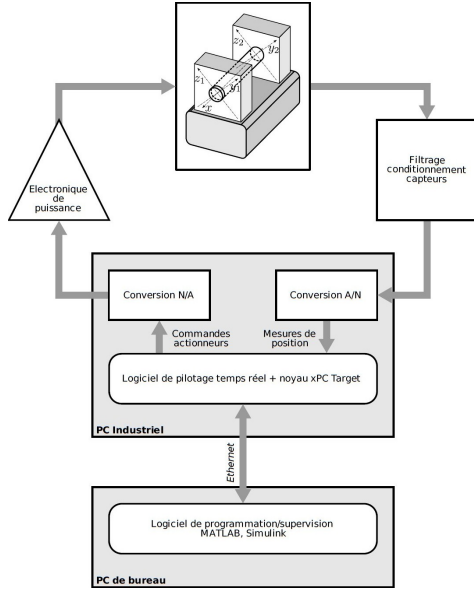 z₂
y₂
z₁
y₁
x
Electronique
de
puissance
Filtrage
conditionnement
capteurs
Conversion N/A
Conversion A/N
Commandes
actionneurs
Mesures de
position
Logiciel de pilotage temps réel + noyau xPC Target
PC Industriel
Ethernet
Logiciel de programmation/supervision
MATLAB, Simulink
PC de bureau